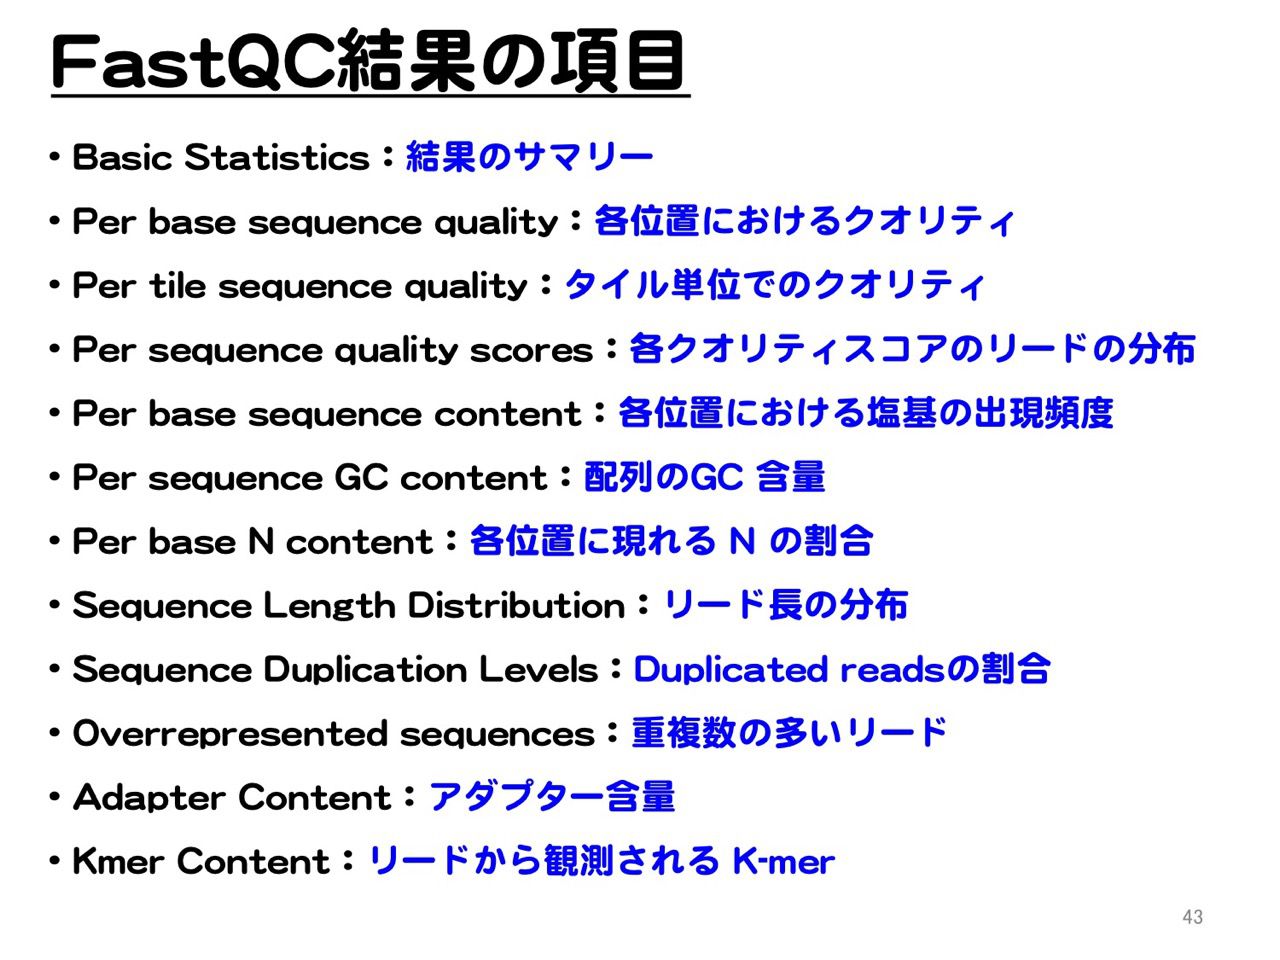 FastQC結果の項目
・Basic Statistics：結果のサマリー
・Per base sequence quality：各位置におけるクオリティ
・Per tile sequence quality：タイル単位でのクオリティ
・Per sequence quality scores：各クオリティスコアのリードの分布
・Per base sequence content：各位置における塩基の出現頻度
・Per sequence GC content：配列のGC 含量
・Per base N content：各位置に現れる N の割合
・Sequence Length Distribution：リード長の分布
・Sequence Duplication Levels：Duplicated readsの割合
・Overrepresented sequences：重複数の多いリード
・Adapter Content：アダプター含量
・Kmer Content：リードから観測される K-mer
43